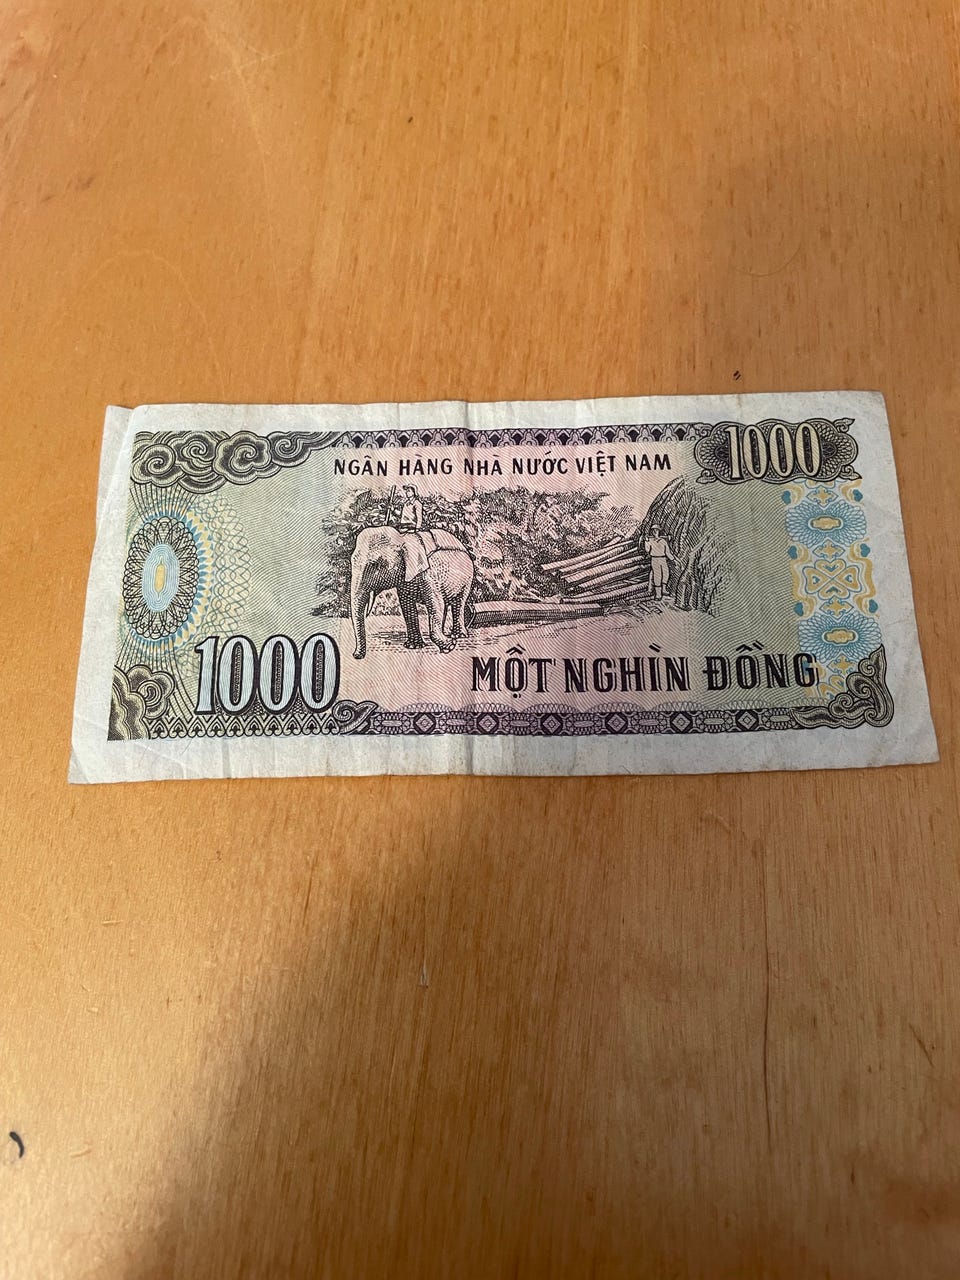 NGÂN HÀNG NHÀ NƯỚC VIỆT NAM
1000
1000
MỘT NGHÌN ĐỒNG